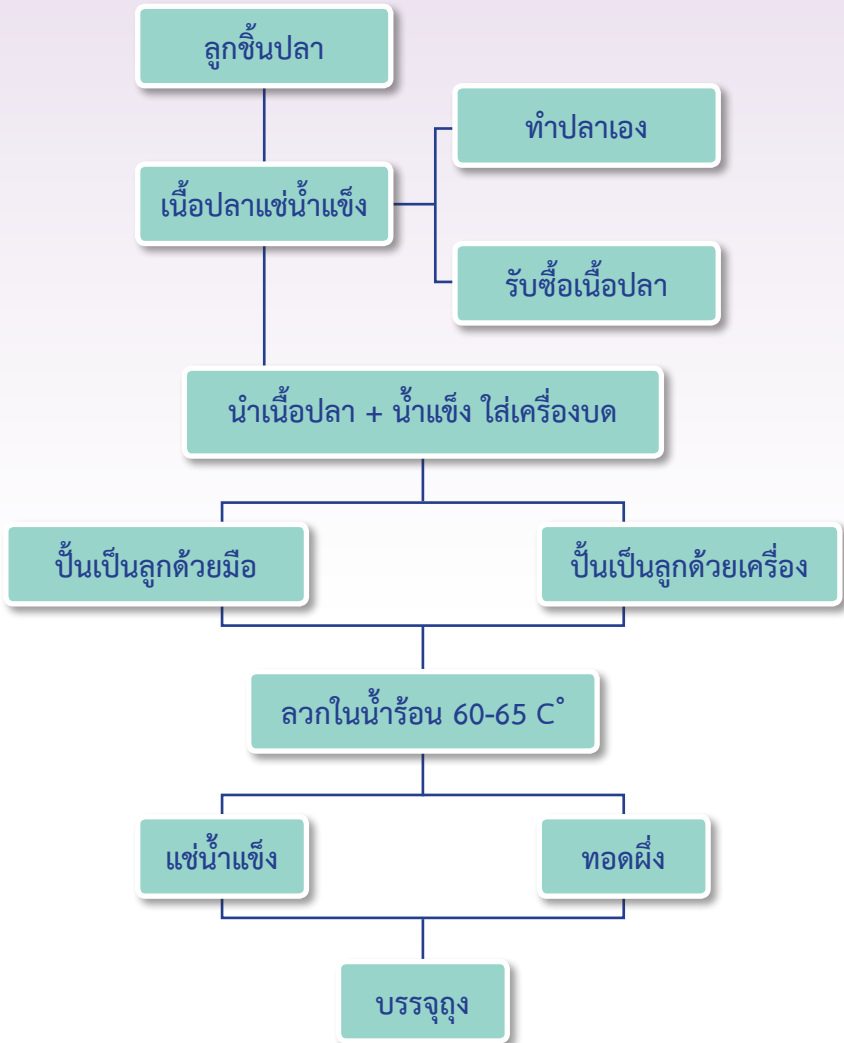 ลูกชิ้นปลา
ทำปลาเอง
เนื้อปลาแช่น้ำแข็ง
รับซื้อเนื้อปลา
นำเนื้อปลา + น้ำแข็ง ใส่เครื่องบด
ปั้นเป็นลูกด้วยมือ
ปั้นเป็นลูกด้วยเครื่อง
ลวกในน้ำร้อน 60-65 C°
แช่น้ำแข็ง
ทอดผึ่ง
บรรจุถุง